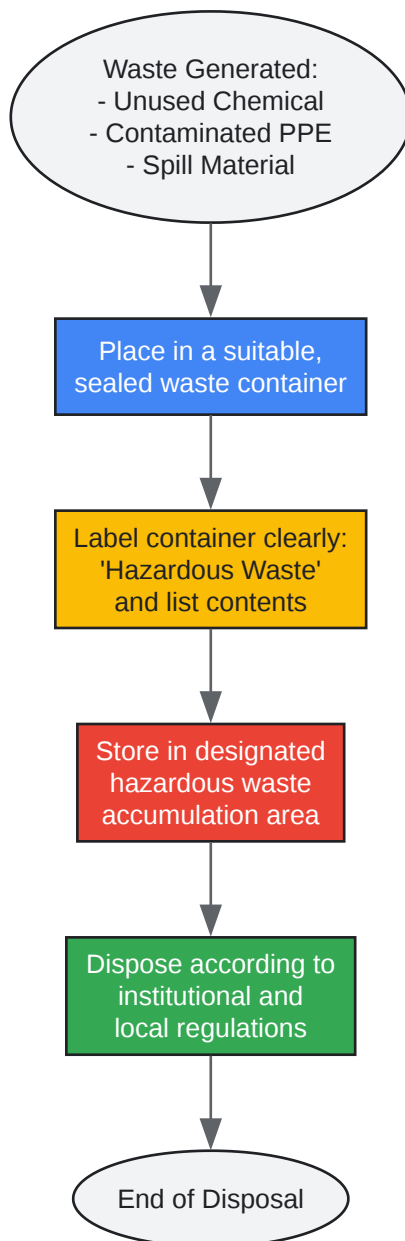 Waste Generated:
- Unused Chemical
- Contaminated PPE
- Spill Material
Place in a suitable,
sealed waste container
Label container clearly:
'Hazardous Waste'
and list contents
Store in designated
hazardous waste
accumulation area
Dispose according to
institutional and
local regulations
End of Disposal